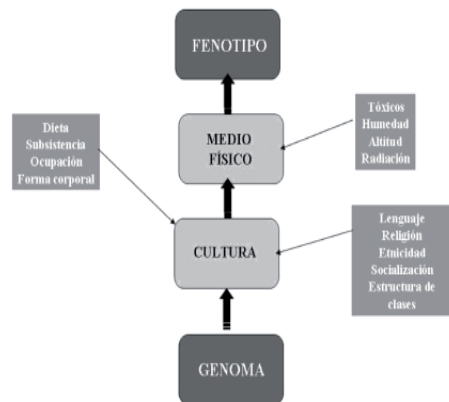 FENOTIPO
Dieta
Subsistencia
Ocupación
Forma corporal
MEDIO
FÍSICO
Tóxicos
Humedad
Altitud
Radiación
CULTURA
Lenguaje
Religión
Etnicidad
Socialización
Estructura de
clases
GENOMA